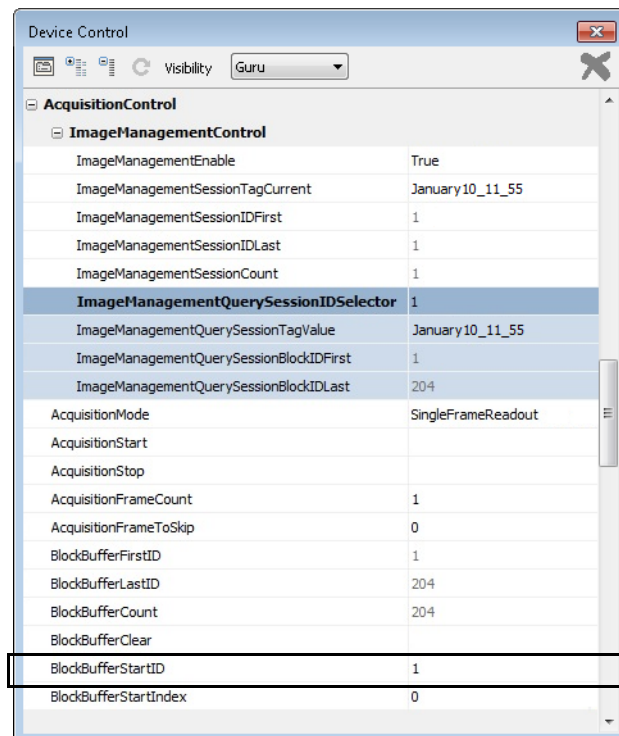 Device Control
Visibility Guru
AcquisitionControl
ImageManagementControl
ImageManagementEnable True
ImageManagementSessionTagCurrent January10_11_55
ImageManagementSessionIDFirst 1
ImageManagementSessionIDLast 1
ImageManagementSessionCount 1
ImageManagementQuerySessionIDSelector 1
ImageManagementQuerySessionTagValue January10_11_55
ImageManagementQuerySessionBlockIDFirst 1
ImageManagementQuerySessionBlockIDLast 204
AcquisitionMode SingleFrameReadout
AcquisitionStart
AcquisitionStop
AcquisitionFrameCount 1
AcquisitionFrameToSkip 0
BlockBufferFirstID 1
BlockBufferLastID 204
BlockBufferCount 204
BlockBufferClear
BlockBufferStartID 1
BlockBufferStartIndex 0